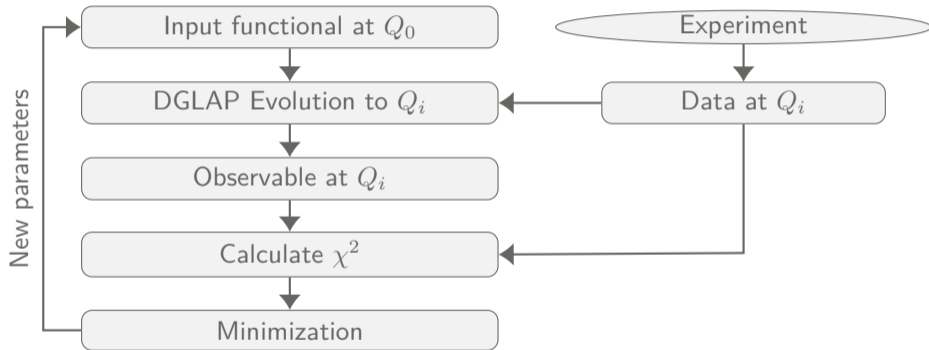 Input functional at Q₀
Experiment
DGLAP Evolution to Qᵢ
Data at Qᵢ
Observable at Qᵢ
Calculate χ²
Minimization
New parameters